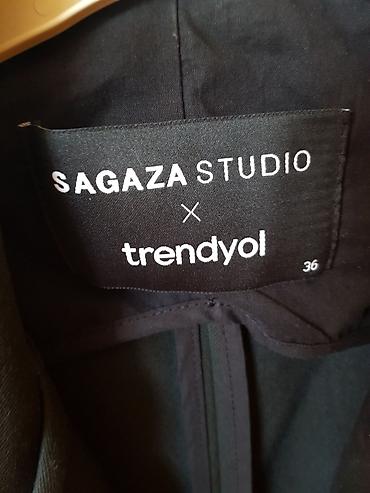 SAGAZA STUDIO
×
trendyol
36